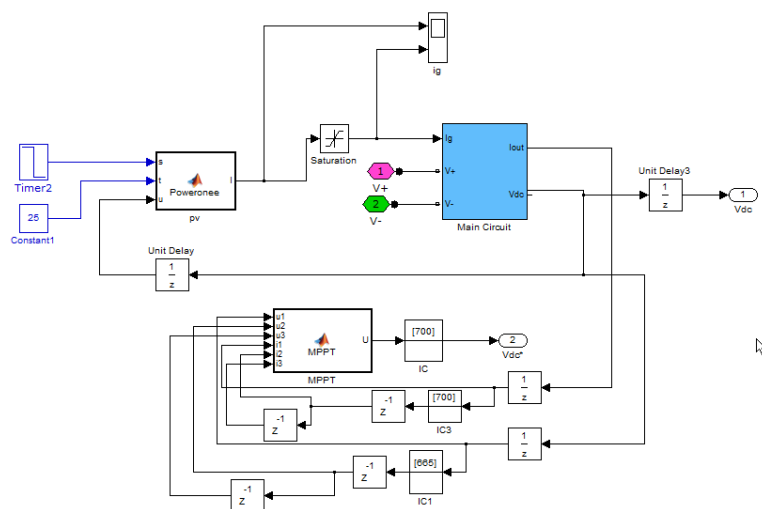 ig
Saturation
Timer2
s
t
u
Poweronee
I
pv
25
Constant1
1
V+
2
V-
Ig
V+
V-
Iout
Vdc
Main Circuit
Unit Delay3
1
z
1
Vdc
Unit Delay
1
z
u1
u2
u3
i1
i2
i3
MPPT
U
MPPT
[700]
IC
2
Vdc*
1
z
[700]
IC3
-1
Z
-1
Z
1
z
[665]
IC1
-1
Z
-1
Z